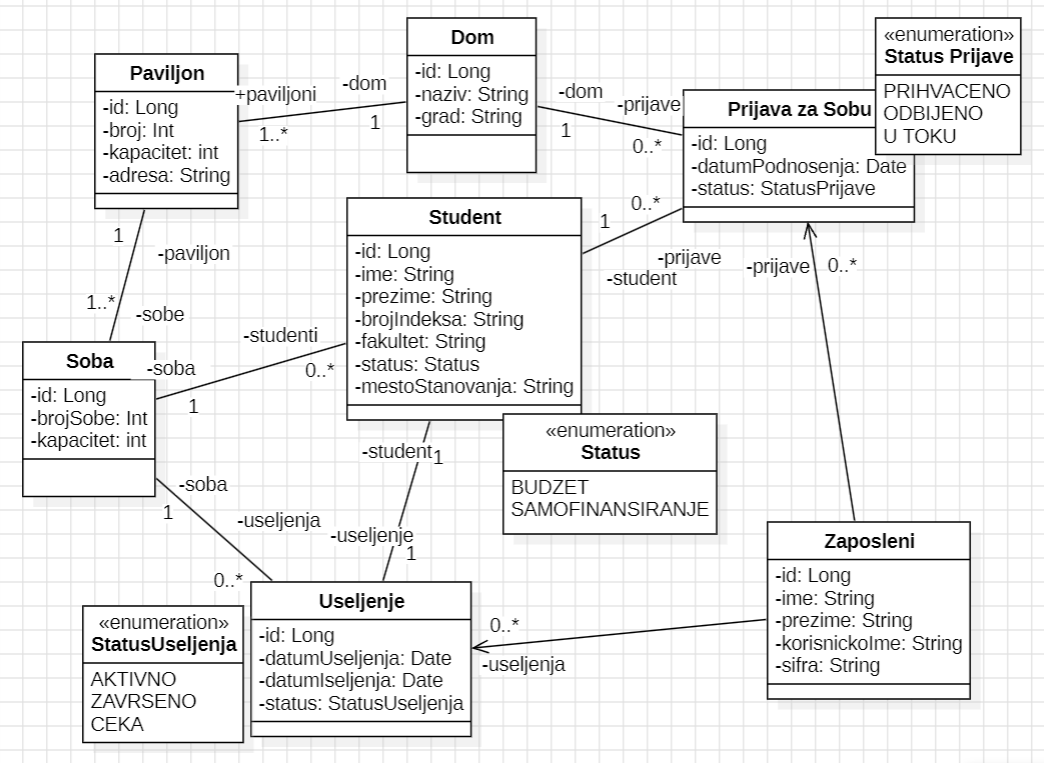 Dom
-id: Long
-naziv: String
-grad: String
«enumeration»
Status Prijave
PRIHVACENO
ODBIJENO
U TOKU
Paviljon
-id: Long
-broj: Int
-kapacitet: int
-adresa: String
+paviljoni
1..*
-dom
1
-dom
1
-prijave
0..*
Prijava za Sobu
-id: Long
-datumPodnosenja: Date
-status: StatusPrijave
1
-paviljon
1..*
-sobe
Student
-id: Long
-ime: String
-prezime: String
-brojIndeksa: String
-fakultet: String
-status: Status
-mestoStanovanja: String
0..*
1
-prijave
-student
-prijave
0..*
Soba
-id: Long
-brojSobe: Int
-kapacitet: int
-soba
1
-studenti
0..*
«enumeration»
Status
BUDZET
SAMOFINANSIRANJE
-student
1
-useljenje
1
-soba
1
-useljenja
0..*
Zaposleni
-id: Long
-ime: String
-prezime: String
-korisnickoIme: String
-sifra: String
«enumeration»
StatusUseljenja
AKTIVNO
ZAVRSENO
CEKA
Useljenje
-id: Long
-datumUseljenja: Date
-datumIseljenja: Date
-status: StatusUseljenja
0..*
-useljenja